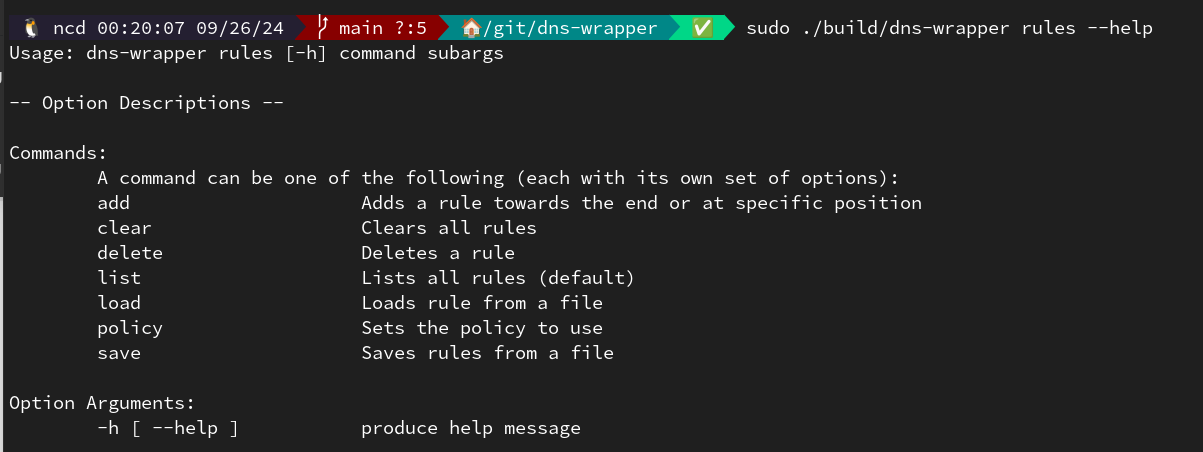 ncd 00:20:07 09/26/24 main ?:5 /git/dns-wrapper sudo ./build/dns-wrapper rules --help
Usage: dns-wrapper rules [-h] command subargs
-- Option Descriptions --
Commands:
A command can be one of the following (each with its own set of options):
add Adds a rule towards the end or at specific position
clear Clears all rules
delete Deletes a rule
list Lists all rules (default)
load Loads rule from a file
policy Sets the policy to use
save Saves rules from a file
Option Arguments:
-h [ --help ] produce help message